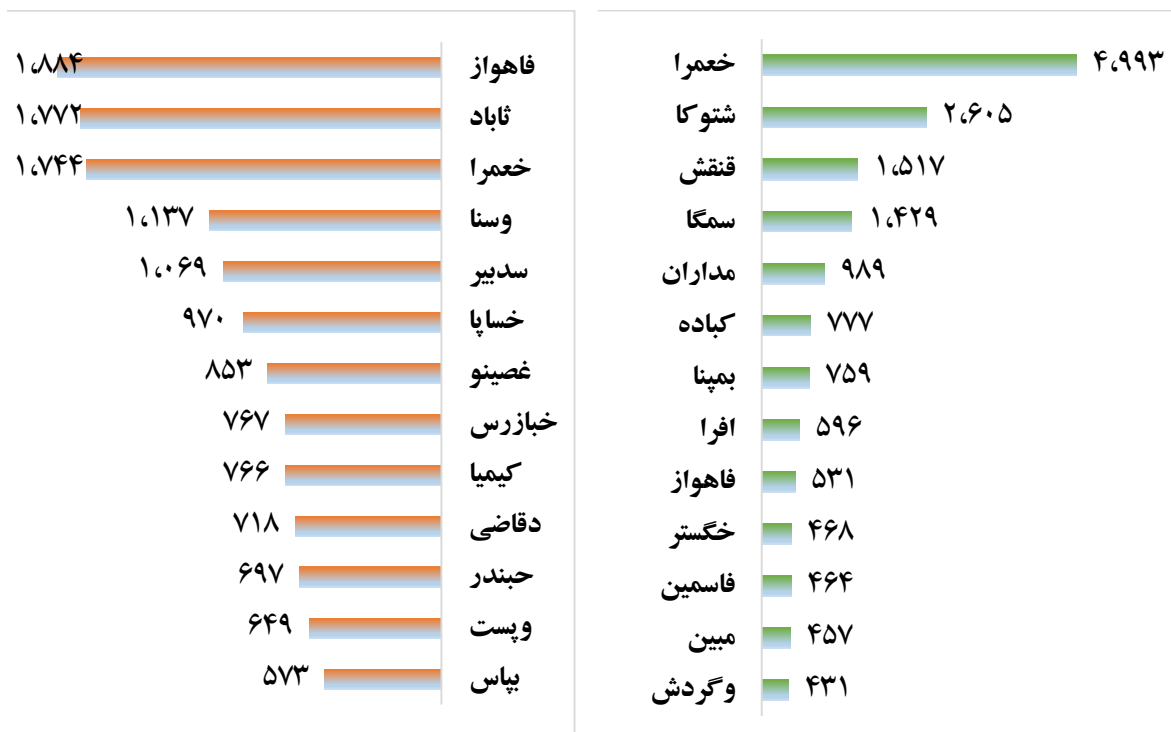 خعمرا ۴،۹۹۳
شتوکا ۲،۶۰۵
قنقش ۱،۵۱۷
سمگا ۱،۴۲۹
مداران ۹۸۹
کباده ۷۷۷
بمپنا ۷۵۹
افرا ۵۹۶
فاهواز ۵۳۱
خگستر ۴۶۸
فاسمین ۴۶۴
مبین ۴۵۷
وگردش ۴۳۱
فاهواز ۱،۸۸۴
ثاباد ۱،۷۷۲
خعمرا ۱،۷۴۴
وسنا ۱،۱۳۷
سدبیر ۱،۰۶۹
خساپا ۹۷۰
غصینو ۸۵۳
خبازرس ۷۶۷
کیمیا ۷۶۶
دقاضی ۷۱۸
حبندر ۶۹۷
وپست ۶۴۹
بپاس ۵۷۳